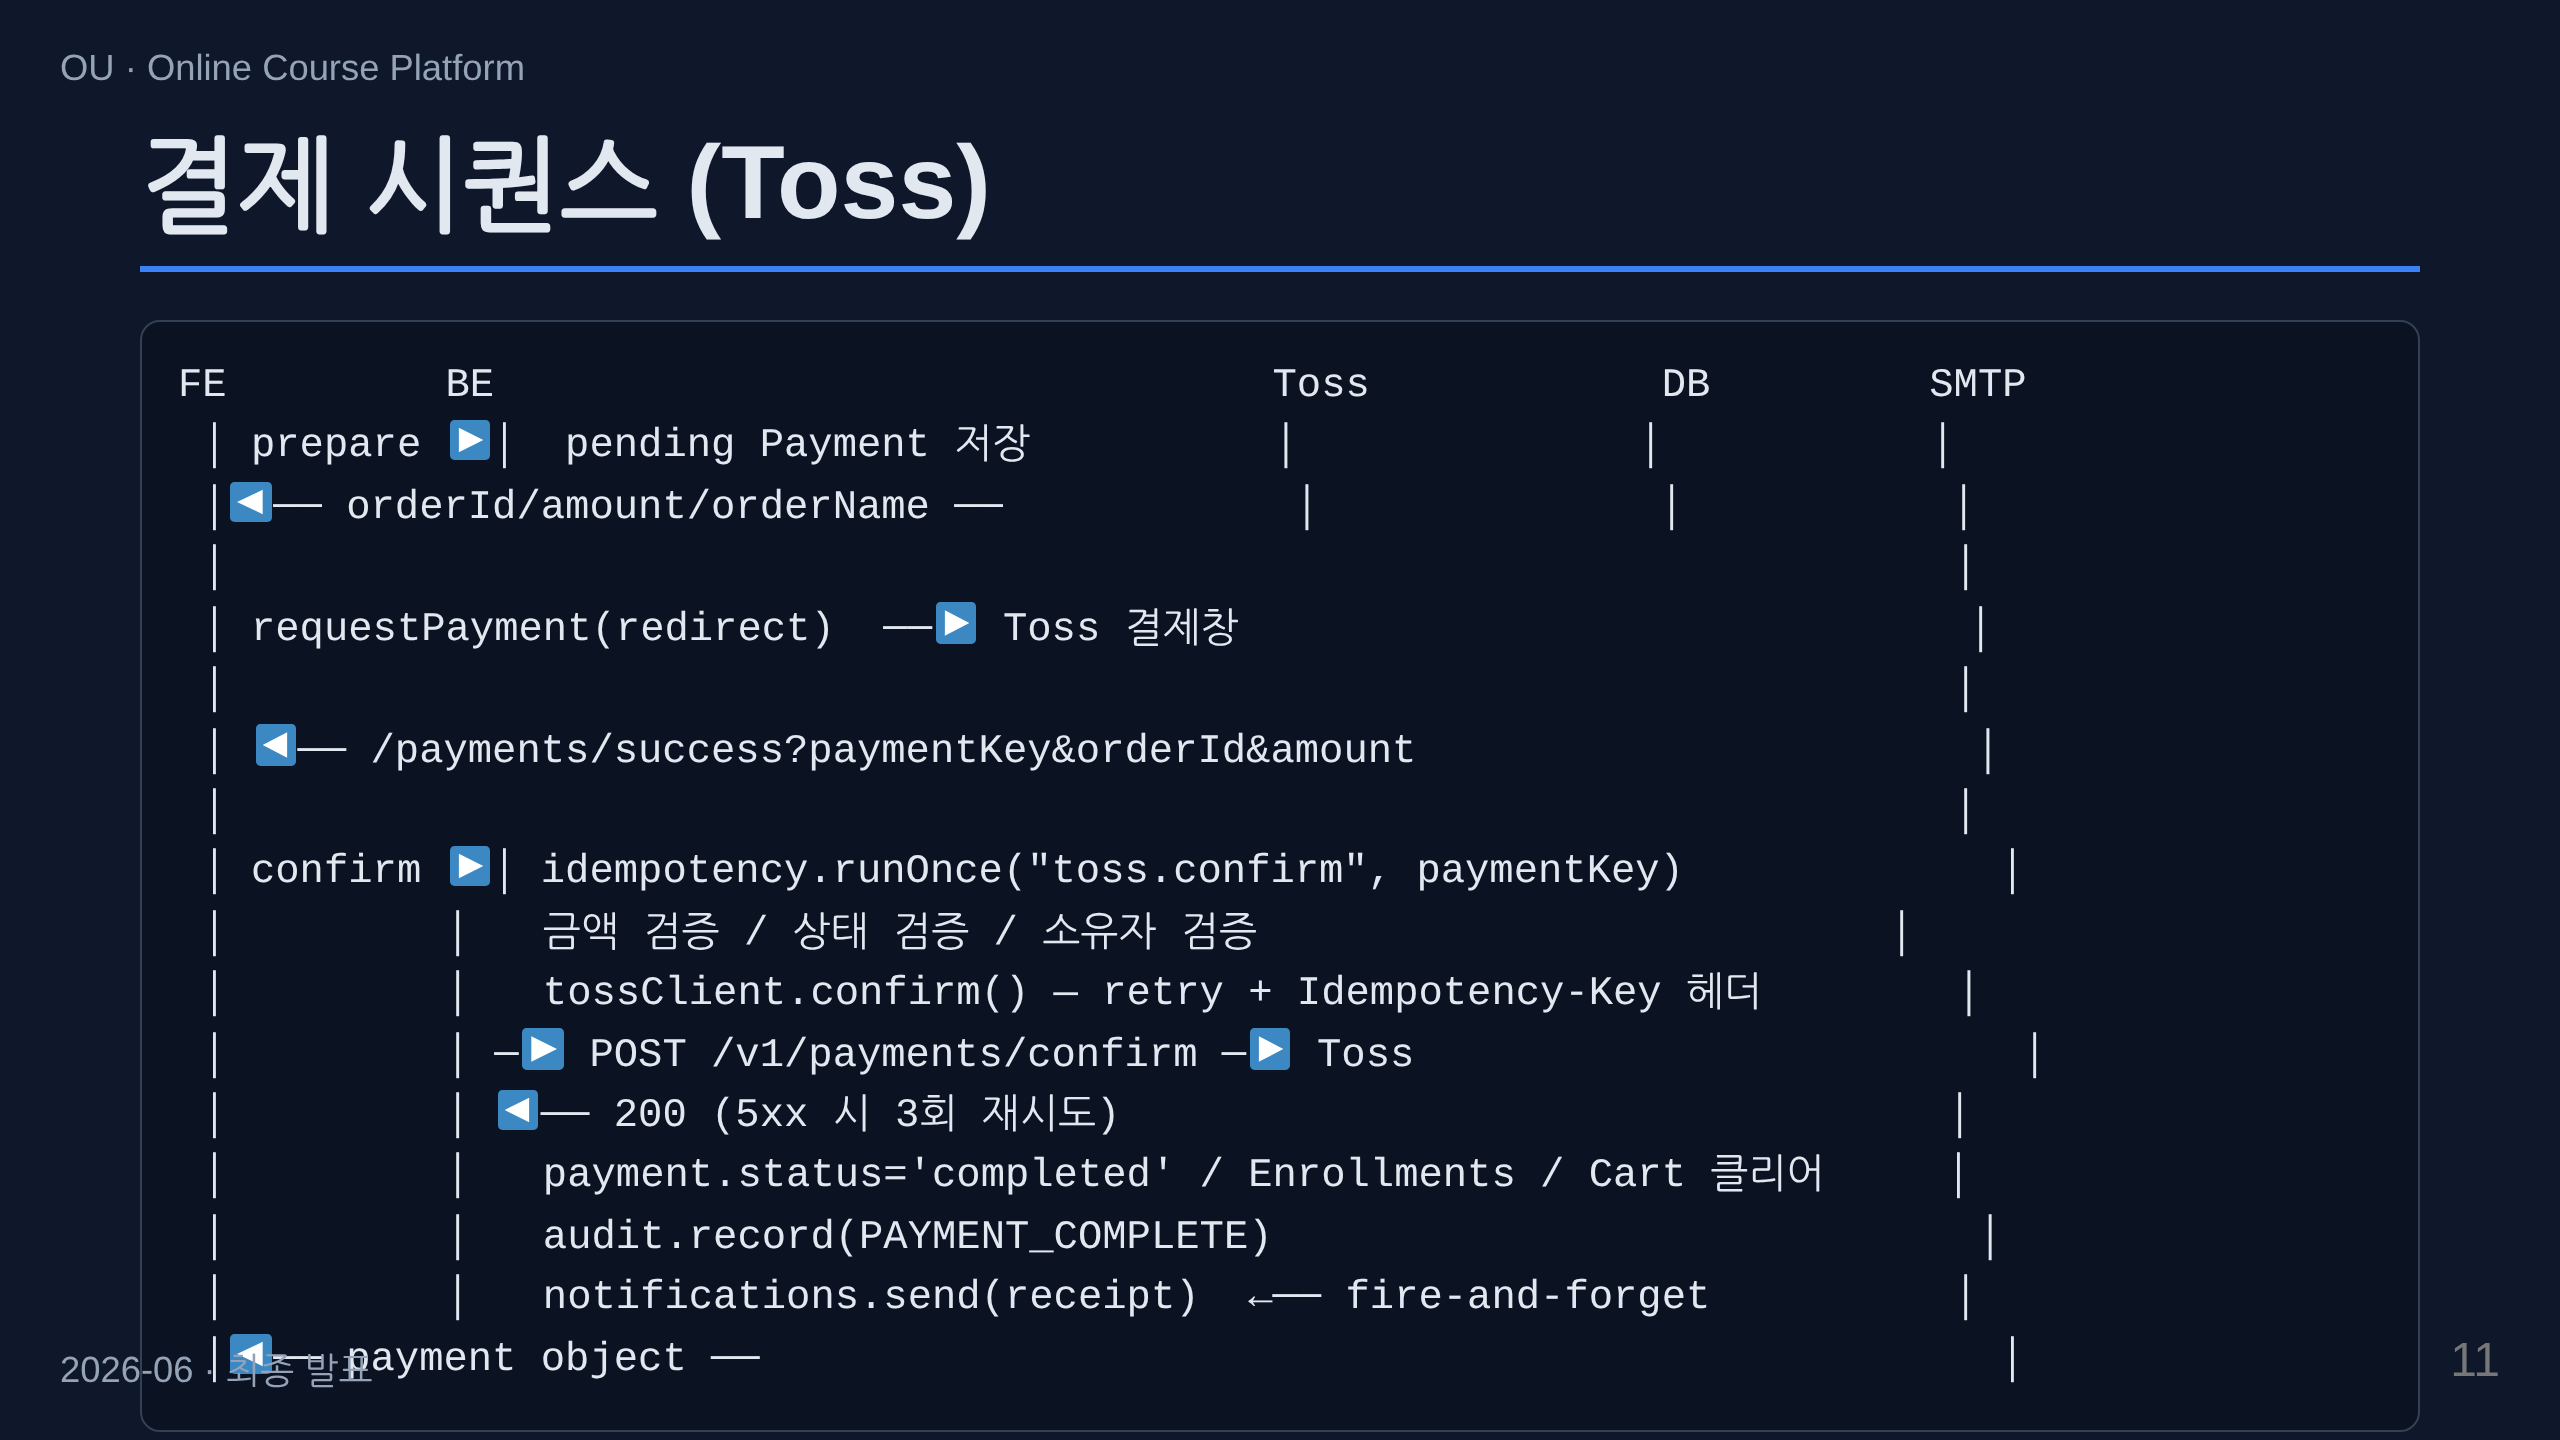 OU · Online Course Platform
결제 시퀀스 (Toss)
FE BE Toss DB SMTP
│ prepare ▶│ pending Payment 저장 │ │ │
│◀── orderId/amount/orderName ── │ │ │
│ │
│ requestPayment(redirect) ──▶ Toss 결제창 │
│ │
│ ◀── /payments/success?paymentKey&orderId&amount │
│ │
│ confirm ▶│ idempotency.runOnce("toss.confirm", paymentKey) │
│ │ 금액 검증 / 상태 검증 / 소유자 검증 │
│ │ tossClient.confirm() — retry + Idempotency-Key 헤더 │
│ │ ─▶ POST /v1/payments/confirm ─▶ Toss │
│ │ ◀── 200 (5xx 시 3회 재시도) │
│ │ payment.status='completed' / Enrollments / Cart 클리어 │
│ │ audit.record(PAYMENT_COMPLETE) │
│ │ notifications.send(receipt) ←── fire-and-forget │
│◀── payment object ── │
2026-06 · 최종 발표
11